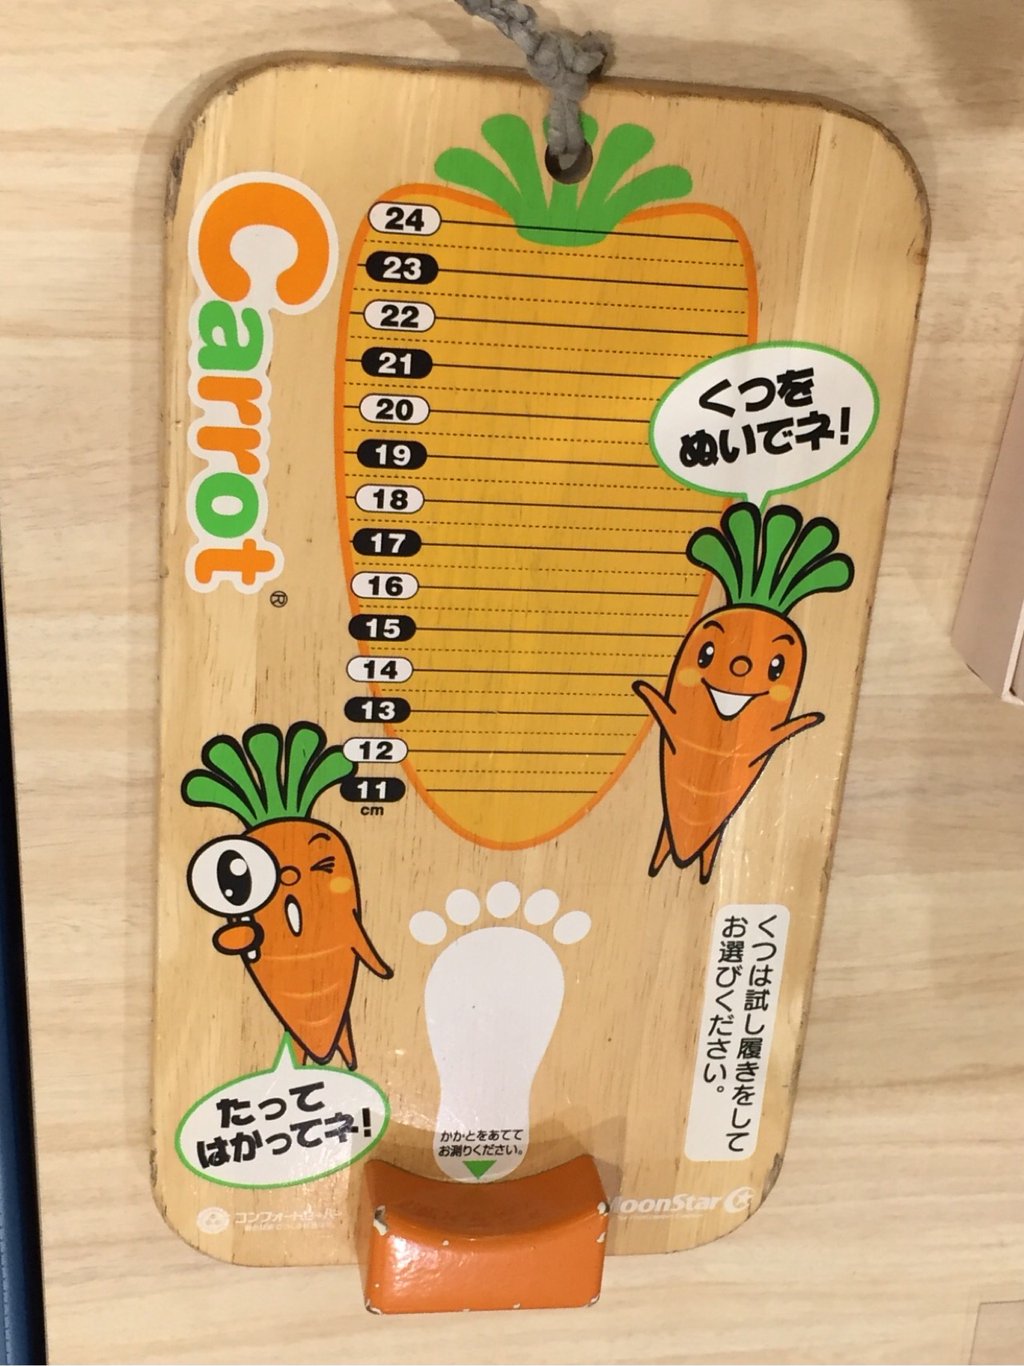 Carrot
®
24
23
22
21
20
19
18
17
16
15
14
13
12
11
cm
くつを
ぬいでネ!
たって
はかってネ!
くつは試し履きをして
お選びください。
かかとをあてて
お測りください。
MoonStar